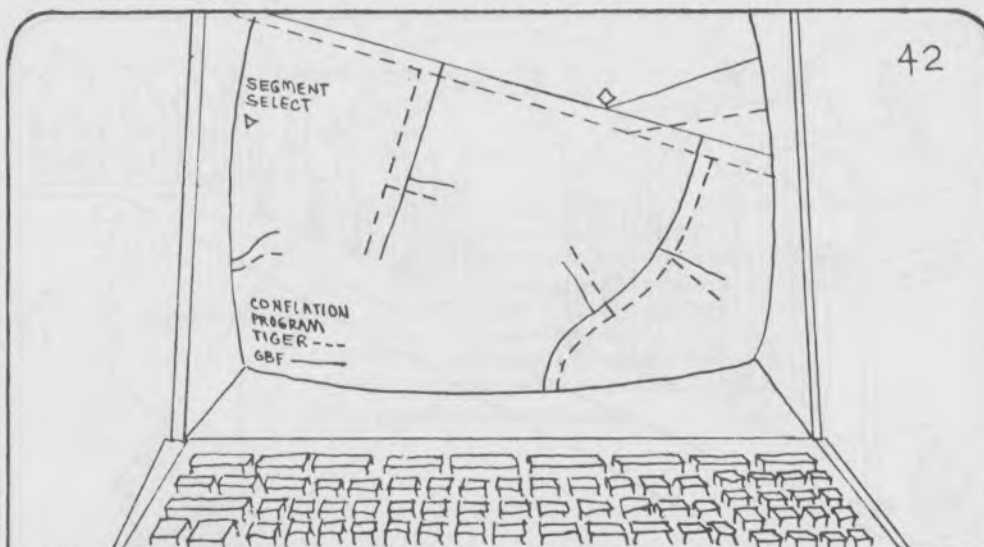 42
SEGMENT
SELECT
CONFLATION
PROGRAM
TIGER ---
GBF —